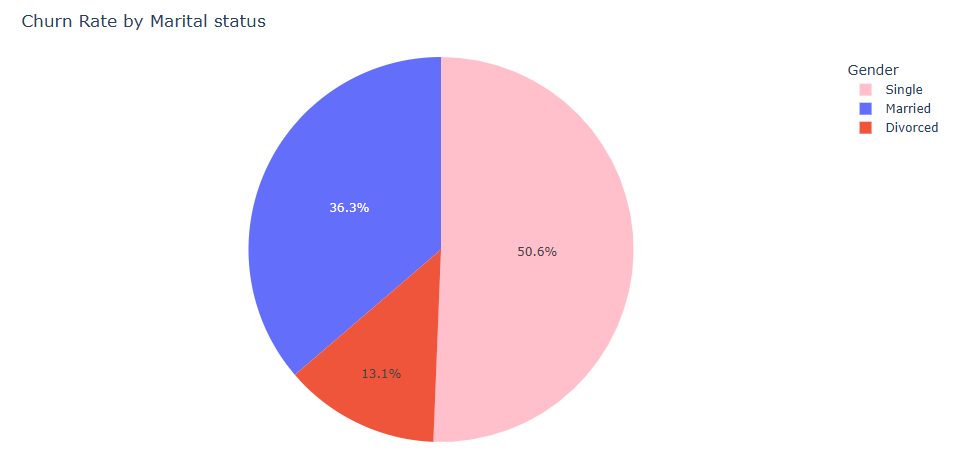 Churn Rate by Marital status
Gender
Single
Married
Divorced
36.3%
50.6%
13.1%